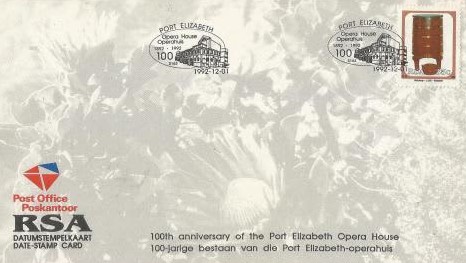 PORT ELIZABETH
Opera House
Operahuis
1892 - 1992
100
1992-12-01
PORT ELIZABETH
Opera House
Operahuis
1892 - 1992
100
1992-12-01
Post Office
Poskantoor
RSA
DATUMSTEMPELKAART
DATE-STAMP CARD
100th anniversary of the Port Elizabeth Opera House
100-jarige bestaan van die Port Elizabeth-operahuis